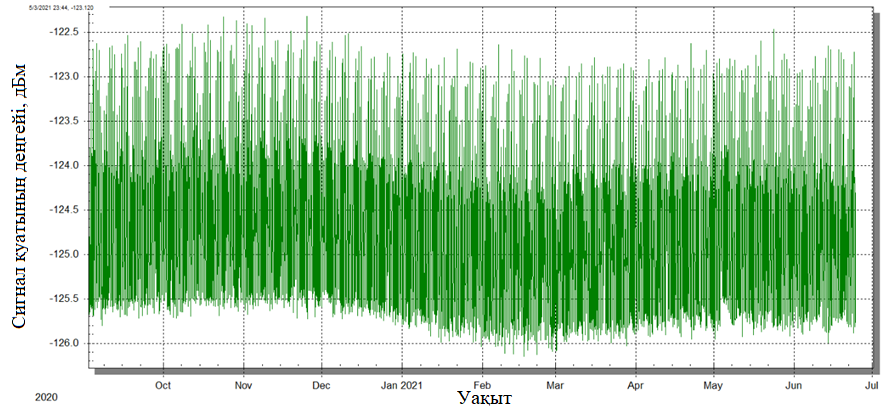 5/3/2021 23:44, -123.120
Сигнал куатының деңгейі, дБм
-122.5
-123.0
-123.5
-124.0
-124.5
-125.0
-125.5
-126.0
Oct Nov Dec Jan 2021 Feb Mar Apr May Jun Jul
2020
Уақыт